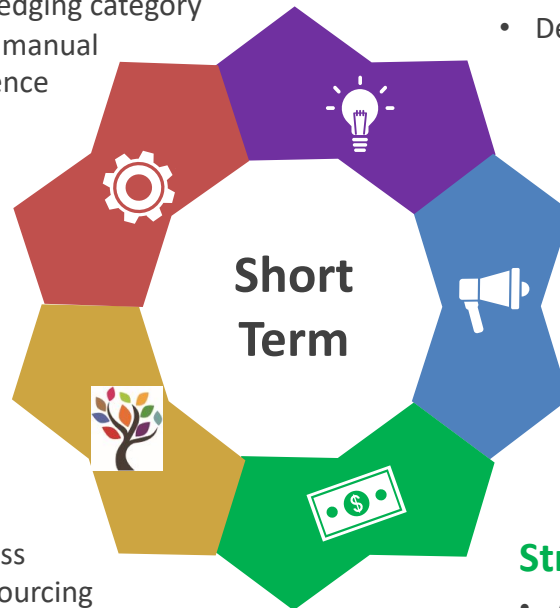 edging category
manual
ence
• De
Short
Term
$
ss
ourcing
Str
•